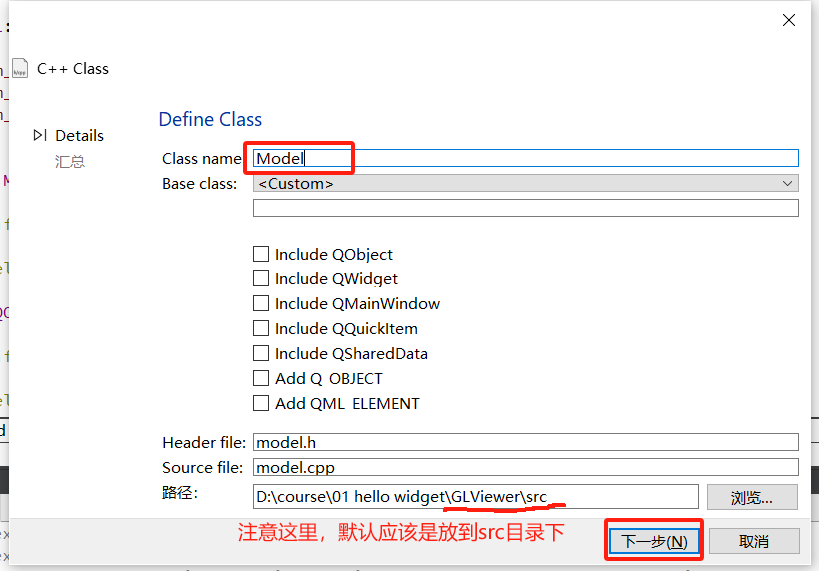 C++ Class
Define Class
Details
汇总
Class name
Model
Base class:
<Custom>
Include QObject
Include QWidget
Include QMainWindow
Include QQuickItem
Include QSharedData
Add Q_OBJECT
Add QML_ELEMENT
Header file:
model.h
Source file:
model.cpp
路径:
D:\course\01 hello widget\GLViewer\src
浏览...
注意这里，默认应该是放到src目录下
下一步(N)
取消